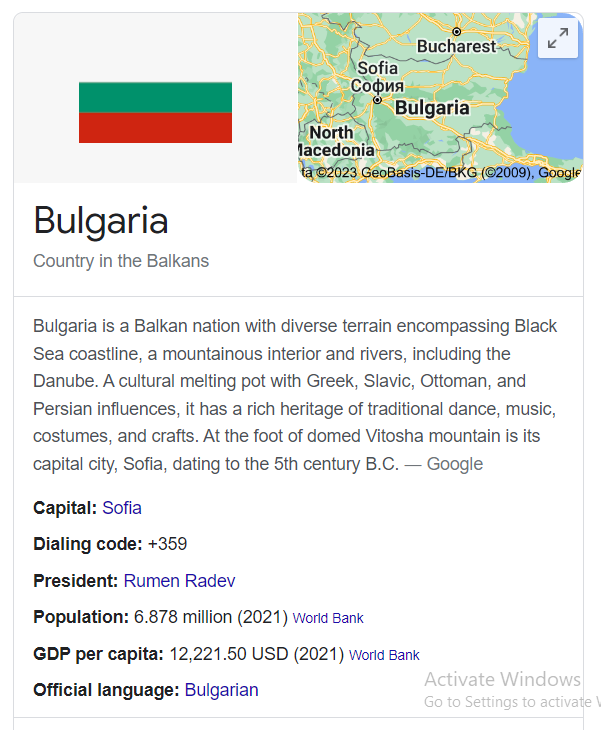 Bucharest
Sofia
София
Bulgaria
North
Macedonia
ta ©2023 GeoBasis-DE/BKG (©2009), Google
Bulgaria
Country in the Balkans
Bulgaria is a Balkan nation with diverse terrain encompassing Black
Sea coastline, a mountainous interior and rivers, including the
Danube. A cultural melting pot with Greek, Slavic, Ottoman, and
Persian influences, it has a rich heritage of traditional dance, music,
costumes, and crafts. At the foot of domed Vitosha mountain is its
capital city, Sofia, dating to the 5th century B.C. — Google
Capital: Sofia
Dialing code: +359
President: Rumen Radev
Population: 6.878 million (2021) World Bank
GDP per capita: 12,221.50 USD (2021) World Bank
Official language: Bulgarian
Activate Windows
Go to Settings to activate W